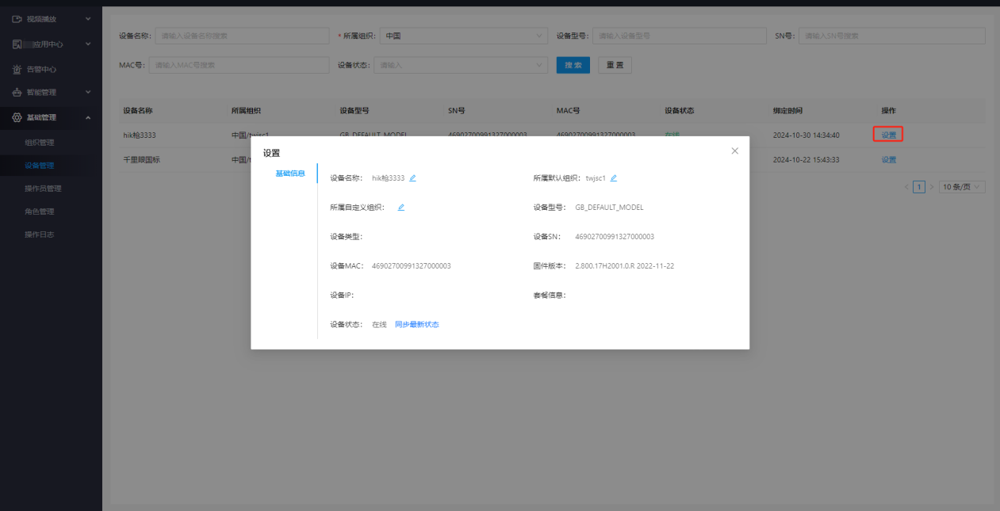 视频播放
应用中心
告警中心
智能管理
基础管理
组织管理
设备管理
操作员管理
角色管理
操作日志
设备名称: 请输入设备名称搜索 * 所属组织: 中国 设备型号: 请输入设备型号 SN号: 请输入SN号搜索
MAC号: 请输入MAC号搜索 设备状态: 请输入 搜 索 重 置
设备名称 所属组织 设备型号 SN号 MAC号 设备状态 绑定时间 操作
hik枪3333 中国/twjsc1 GB_DEFAULT_MODEL 46902700991327000003 46902700991327000003 在线 2024-10-30 14:34:40 设置
千里眼国标 中国/ 2024-10-22 15:43:33 设置
< 1 > 10 条/页
设置
基础信息
设备名称: hik枪3333 所属默认组织: twjsc1
所属自定义组织: 设备型号: GB_DEFAULT_MODEL
设备类型: 设备SN: 46902700991327000003
设备MAC: 46902700991327000003 固件版本: 2.800.17H2001.0.R 2022-11-22
设备IP: 套餐信息:
设备状态: 在线 同步最新状态